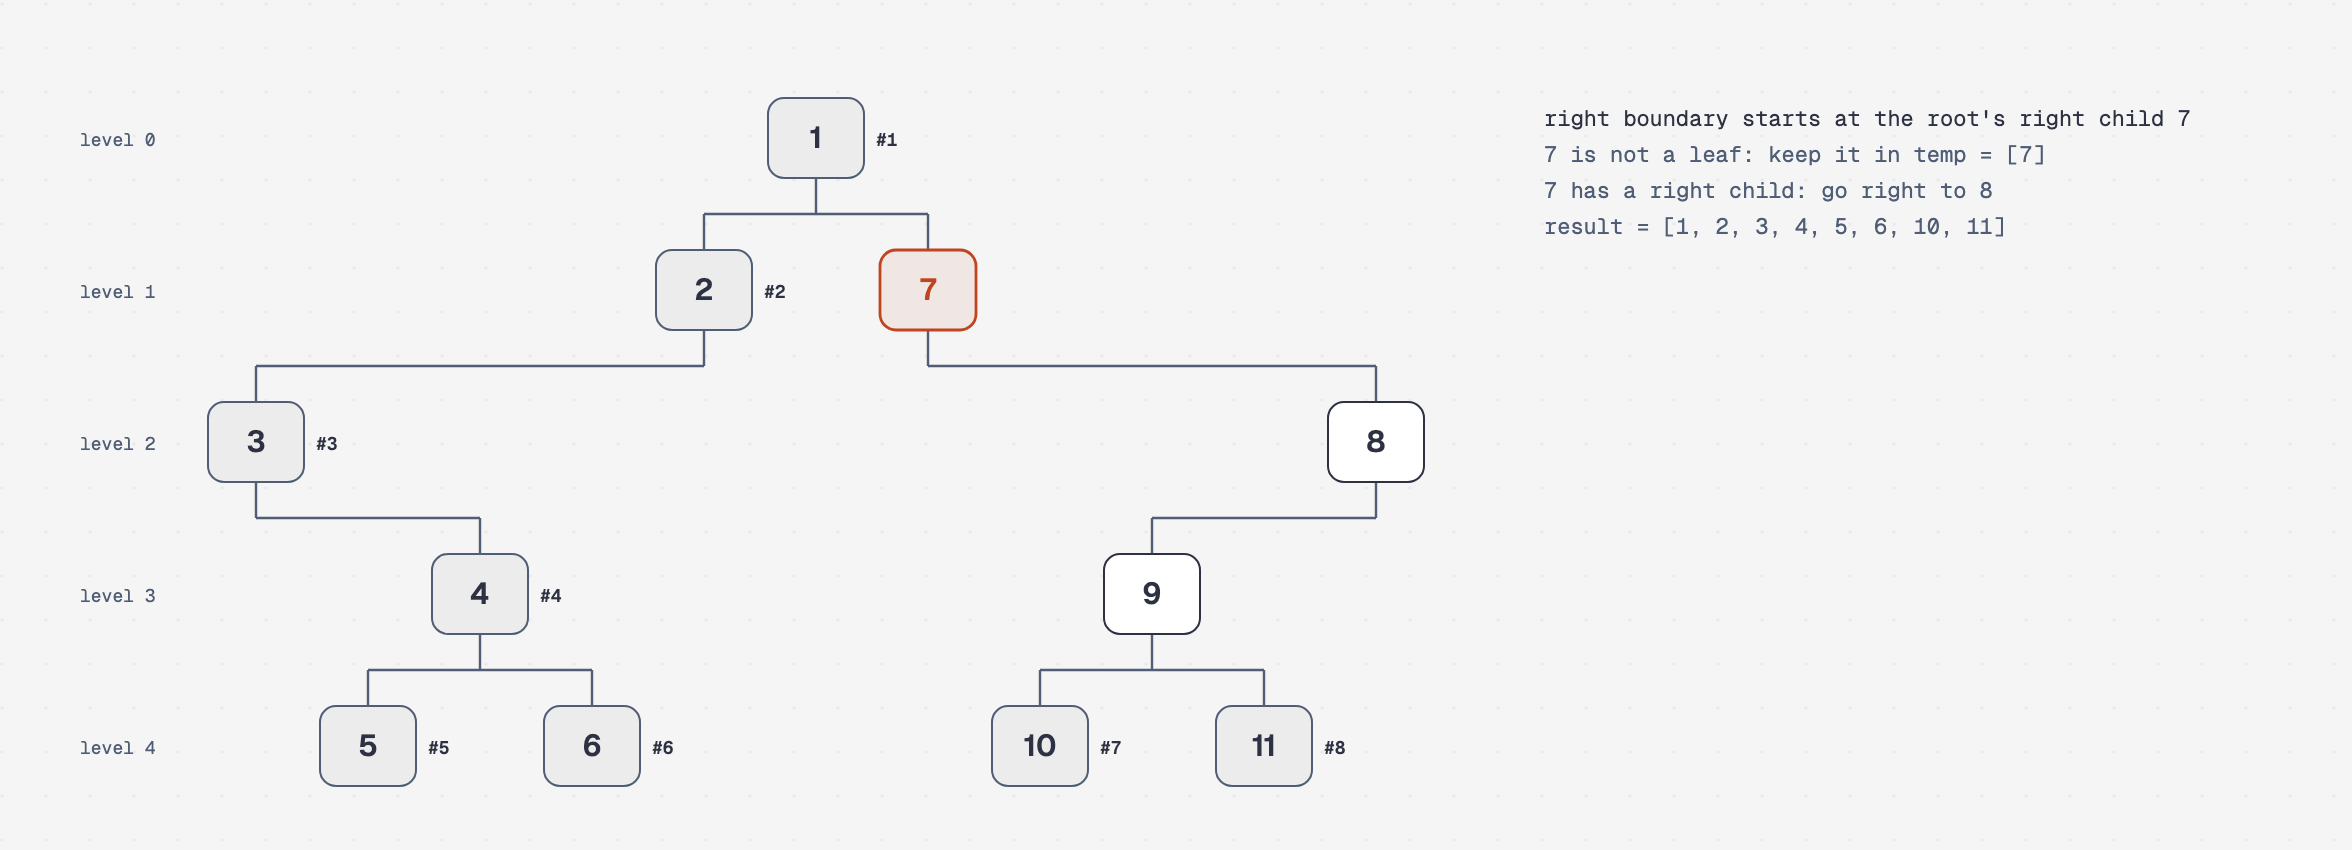 right boundary starts at the root's right child 7
7 is not a leaf: keep it in temp = [7]
7 has a right child: go right to 8
result = [1, 2, 3, 4, 5, 6, 10, 11]
level 0 1 #1
level 1 2 #2 7
level 2 3 #3 8
level 3 4 #4 9
level 4 5 #5 6 #6 10 #7 11 #8